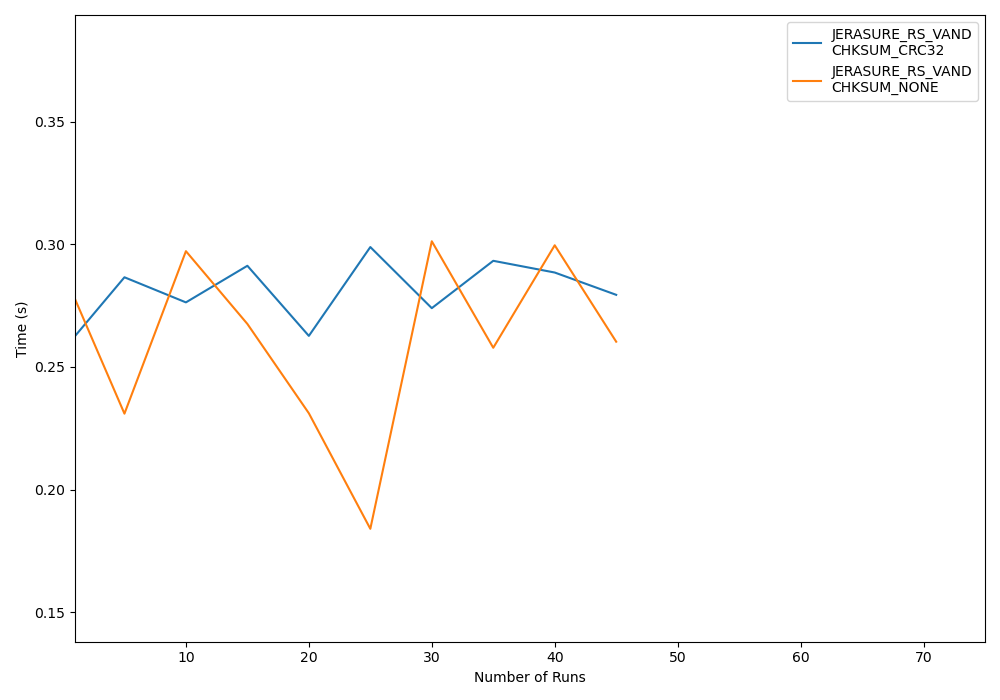 JERASURE_RS_VAND
CHKSUM_CRC32
JERASURE_RS_VAND
CHKSUM_NONE
0.35
0.30
0.25
0.20
0.15
Time (s)
10 20 30 40 50 60 70
Number of Runs